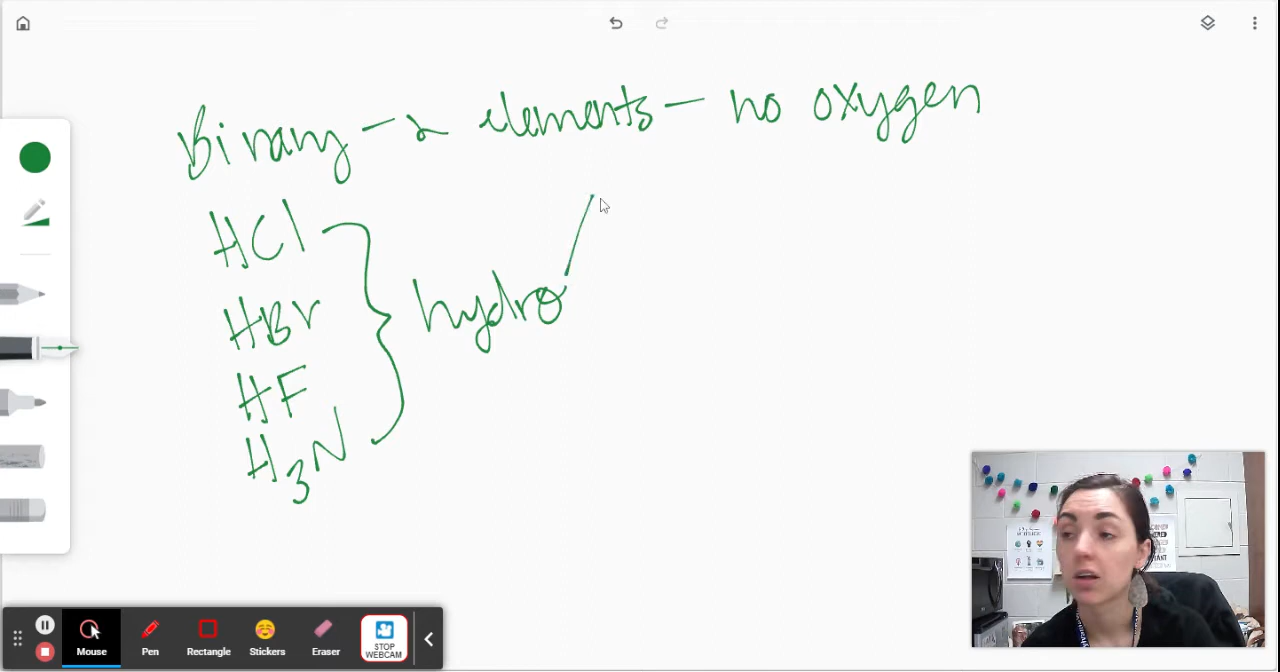 Binary - 2 elements - no oxygen
HCl
HBr
hydro
HF
H3N
Mouse
Pen
Rectangle
Stickers
Eraser
STOP
WEBCAM